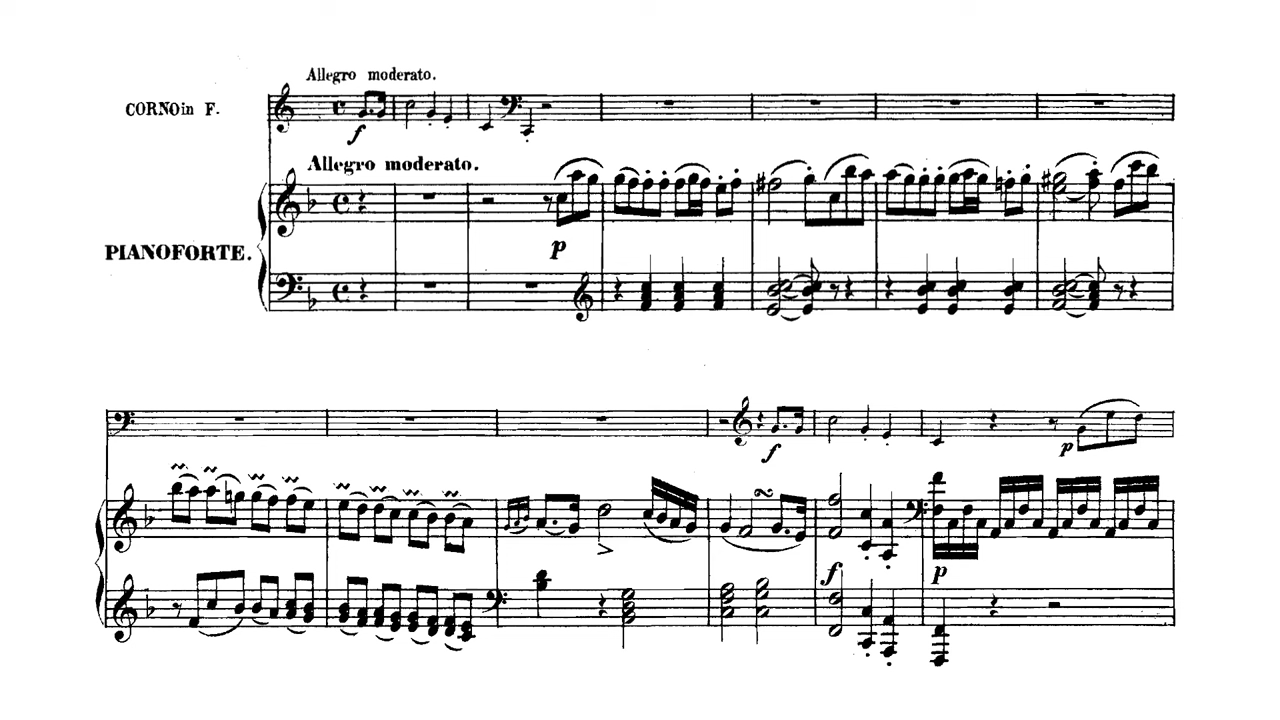 Allegro moderato.
CORNO in F.
f
Allegro moderato.
PIANOFORTE.
p
f
p
f
p